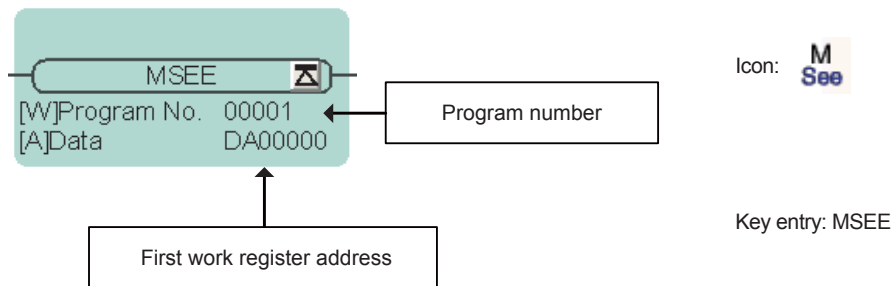 MSEE
[W]Program No. 00001
[A]Data DA00000
Program number
First work register address
Icon: M See
Key entry: MSEE